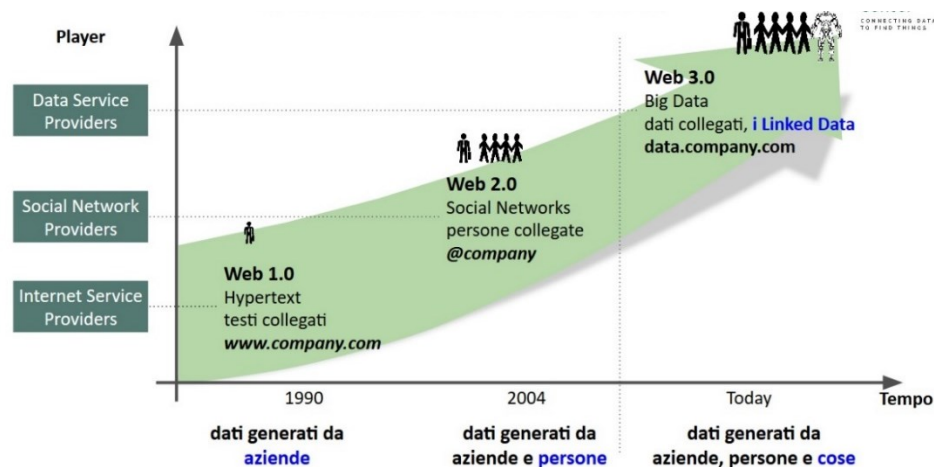 Player
CONNECTING DATA
TO FIND THINGS
Data Service
Providers
Web 3.0
Big Data
dati collegati, i Linked Data
data.company.com
Social Network
Providers
Web 2.0
Social Networks
persone collegate
@company
Internet Service
Providers
Web 1.0
Hypertext
testi collegati
www.company.com
1990
2004
Today
Tempo
dati generati da
aziende
dati generati da
aziende e persone
dati generati da
aziende, persone e cose